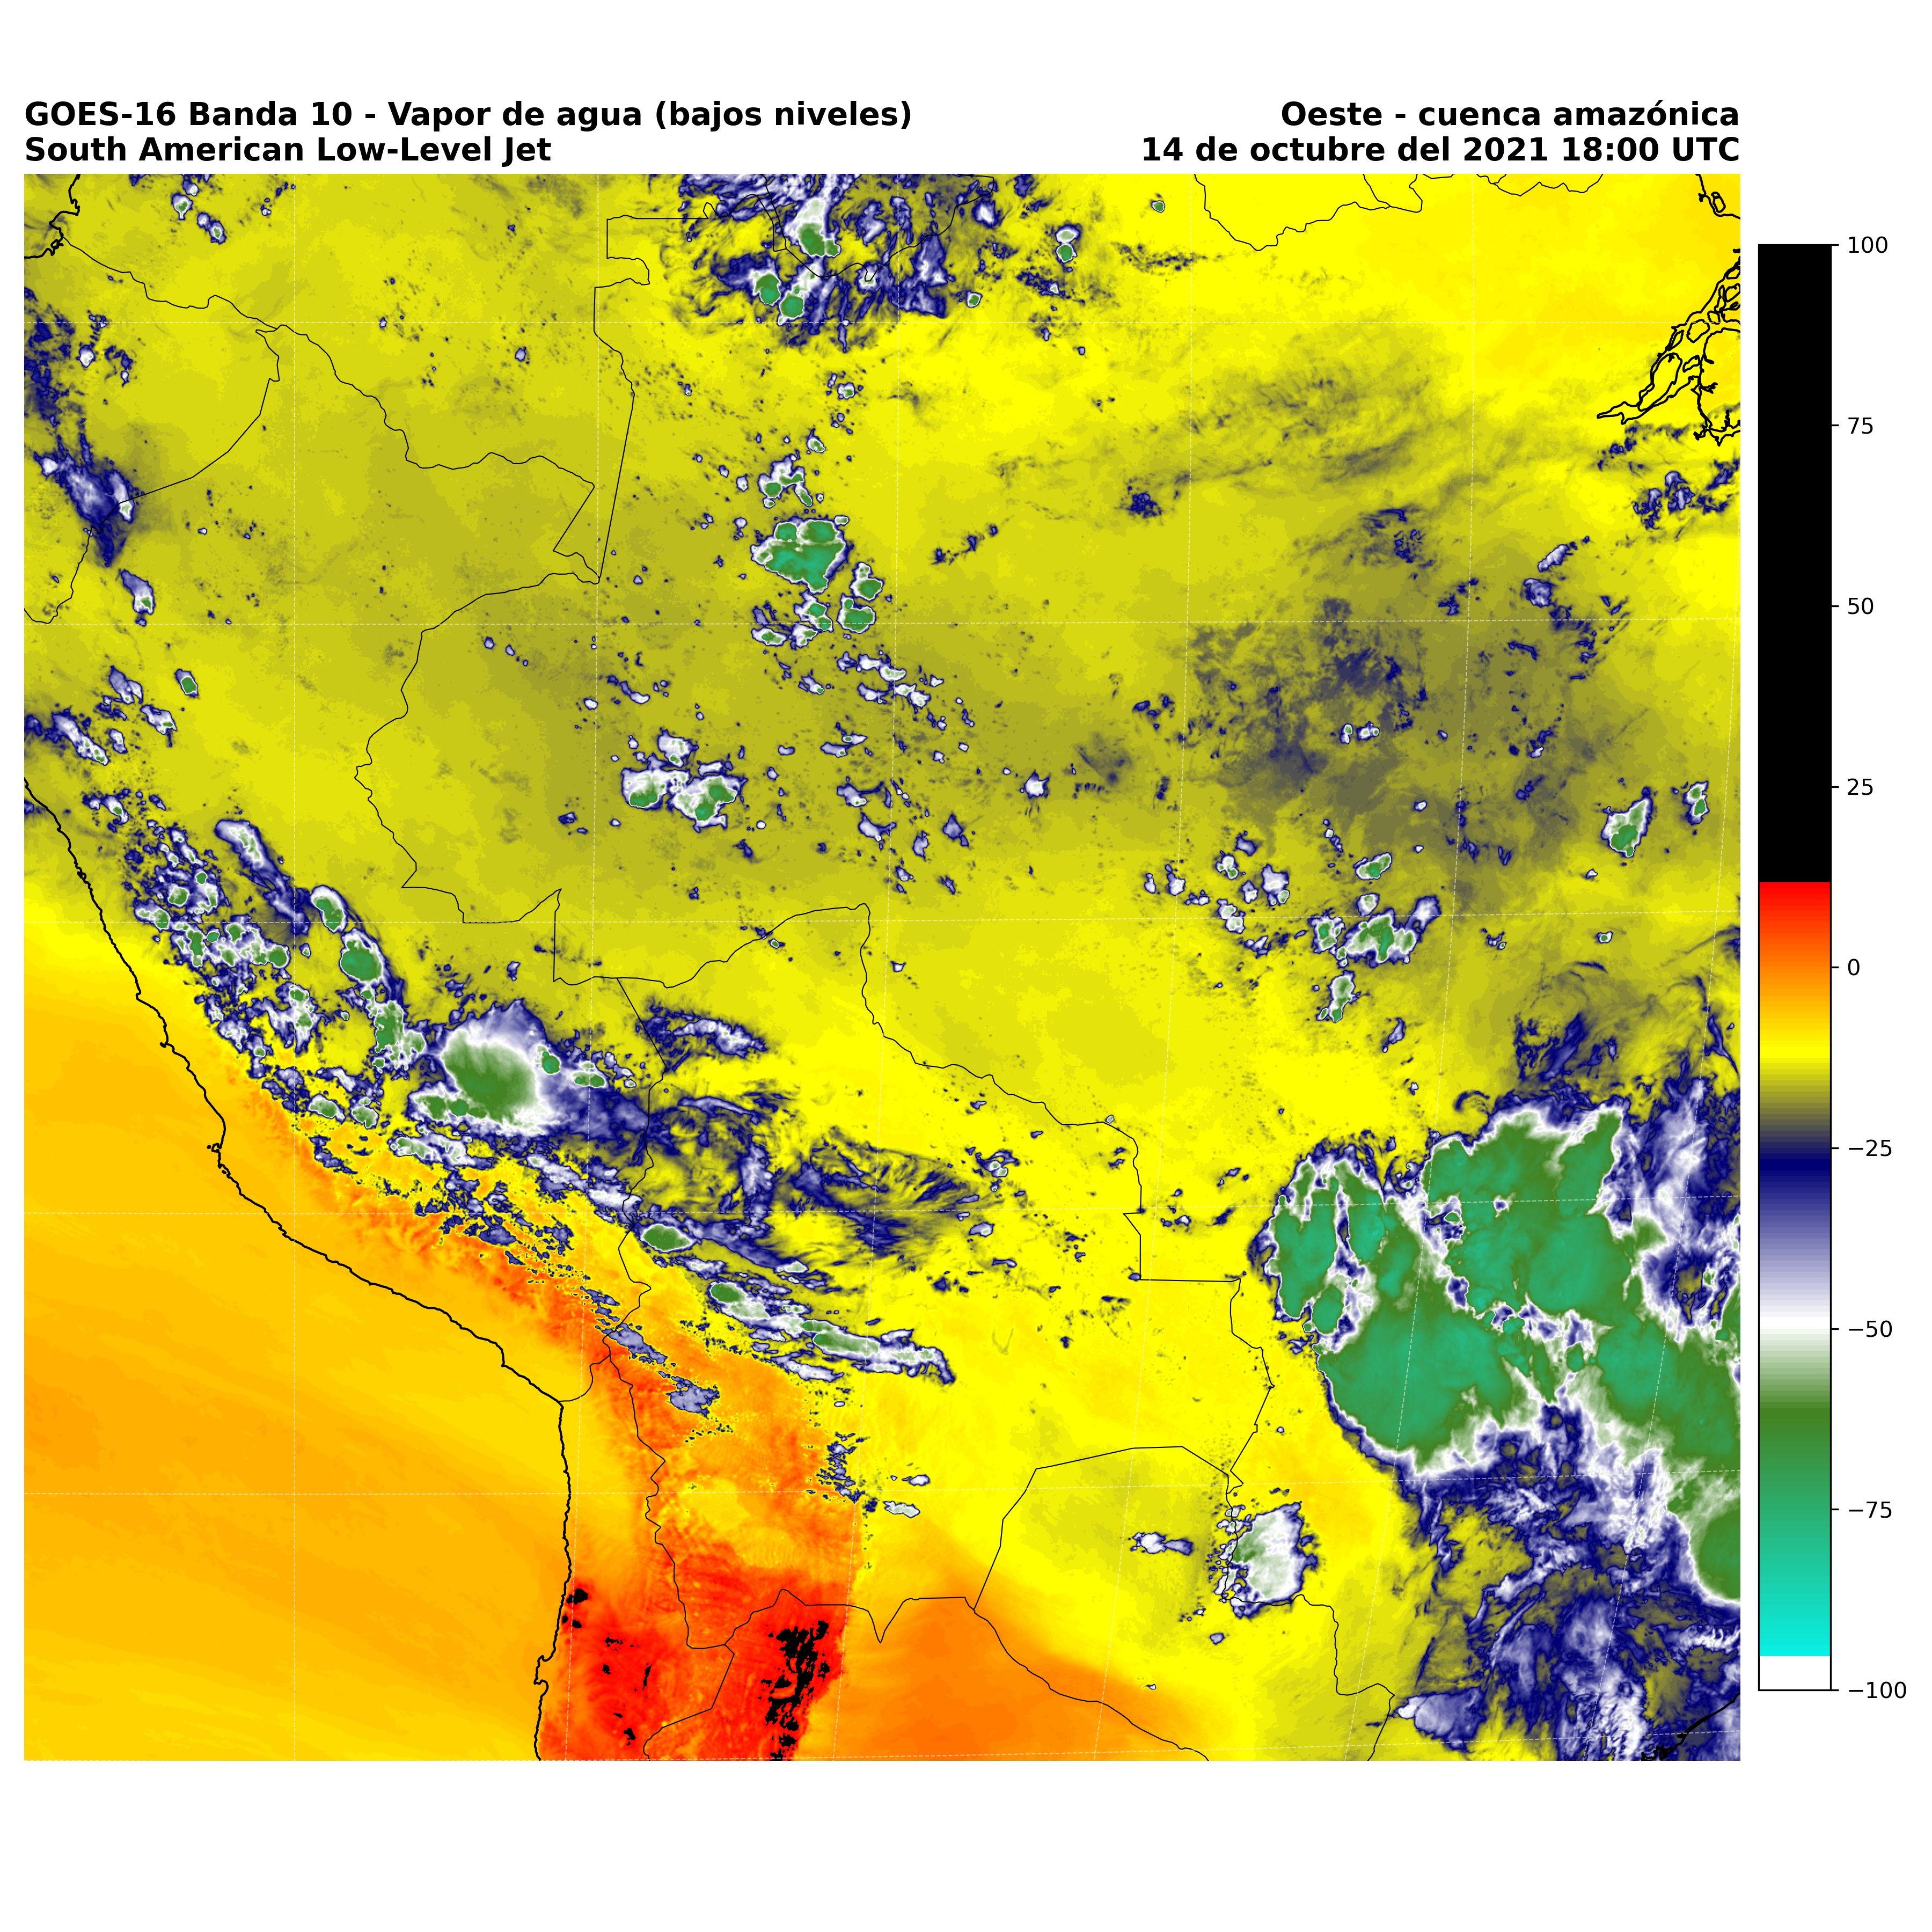 GOES-16 Banda 10 - Vapor de agua (bajos niveles)
South American Low-Level Jet
Oeste - cuenca amazónica
14 de octubre del 2021 18:00 UTC
100
75
50
25
0
−25
−50
−75
−100